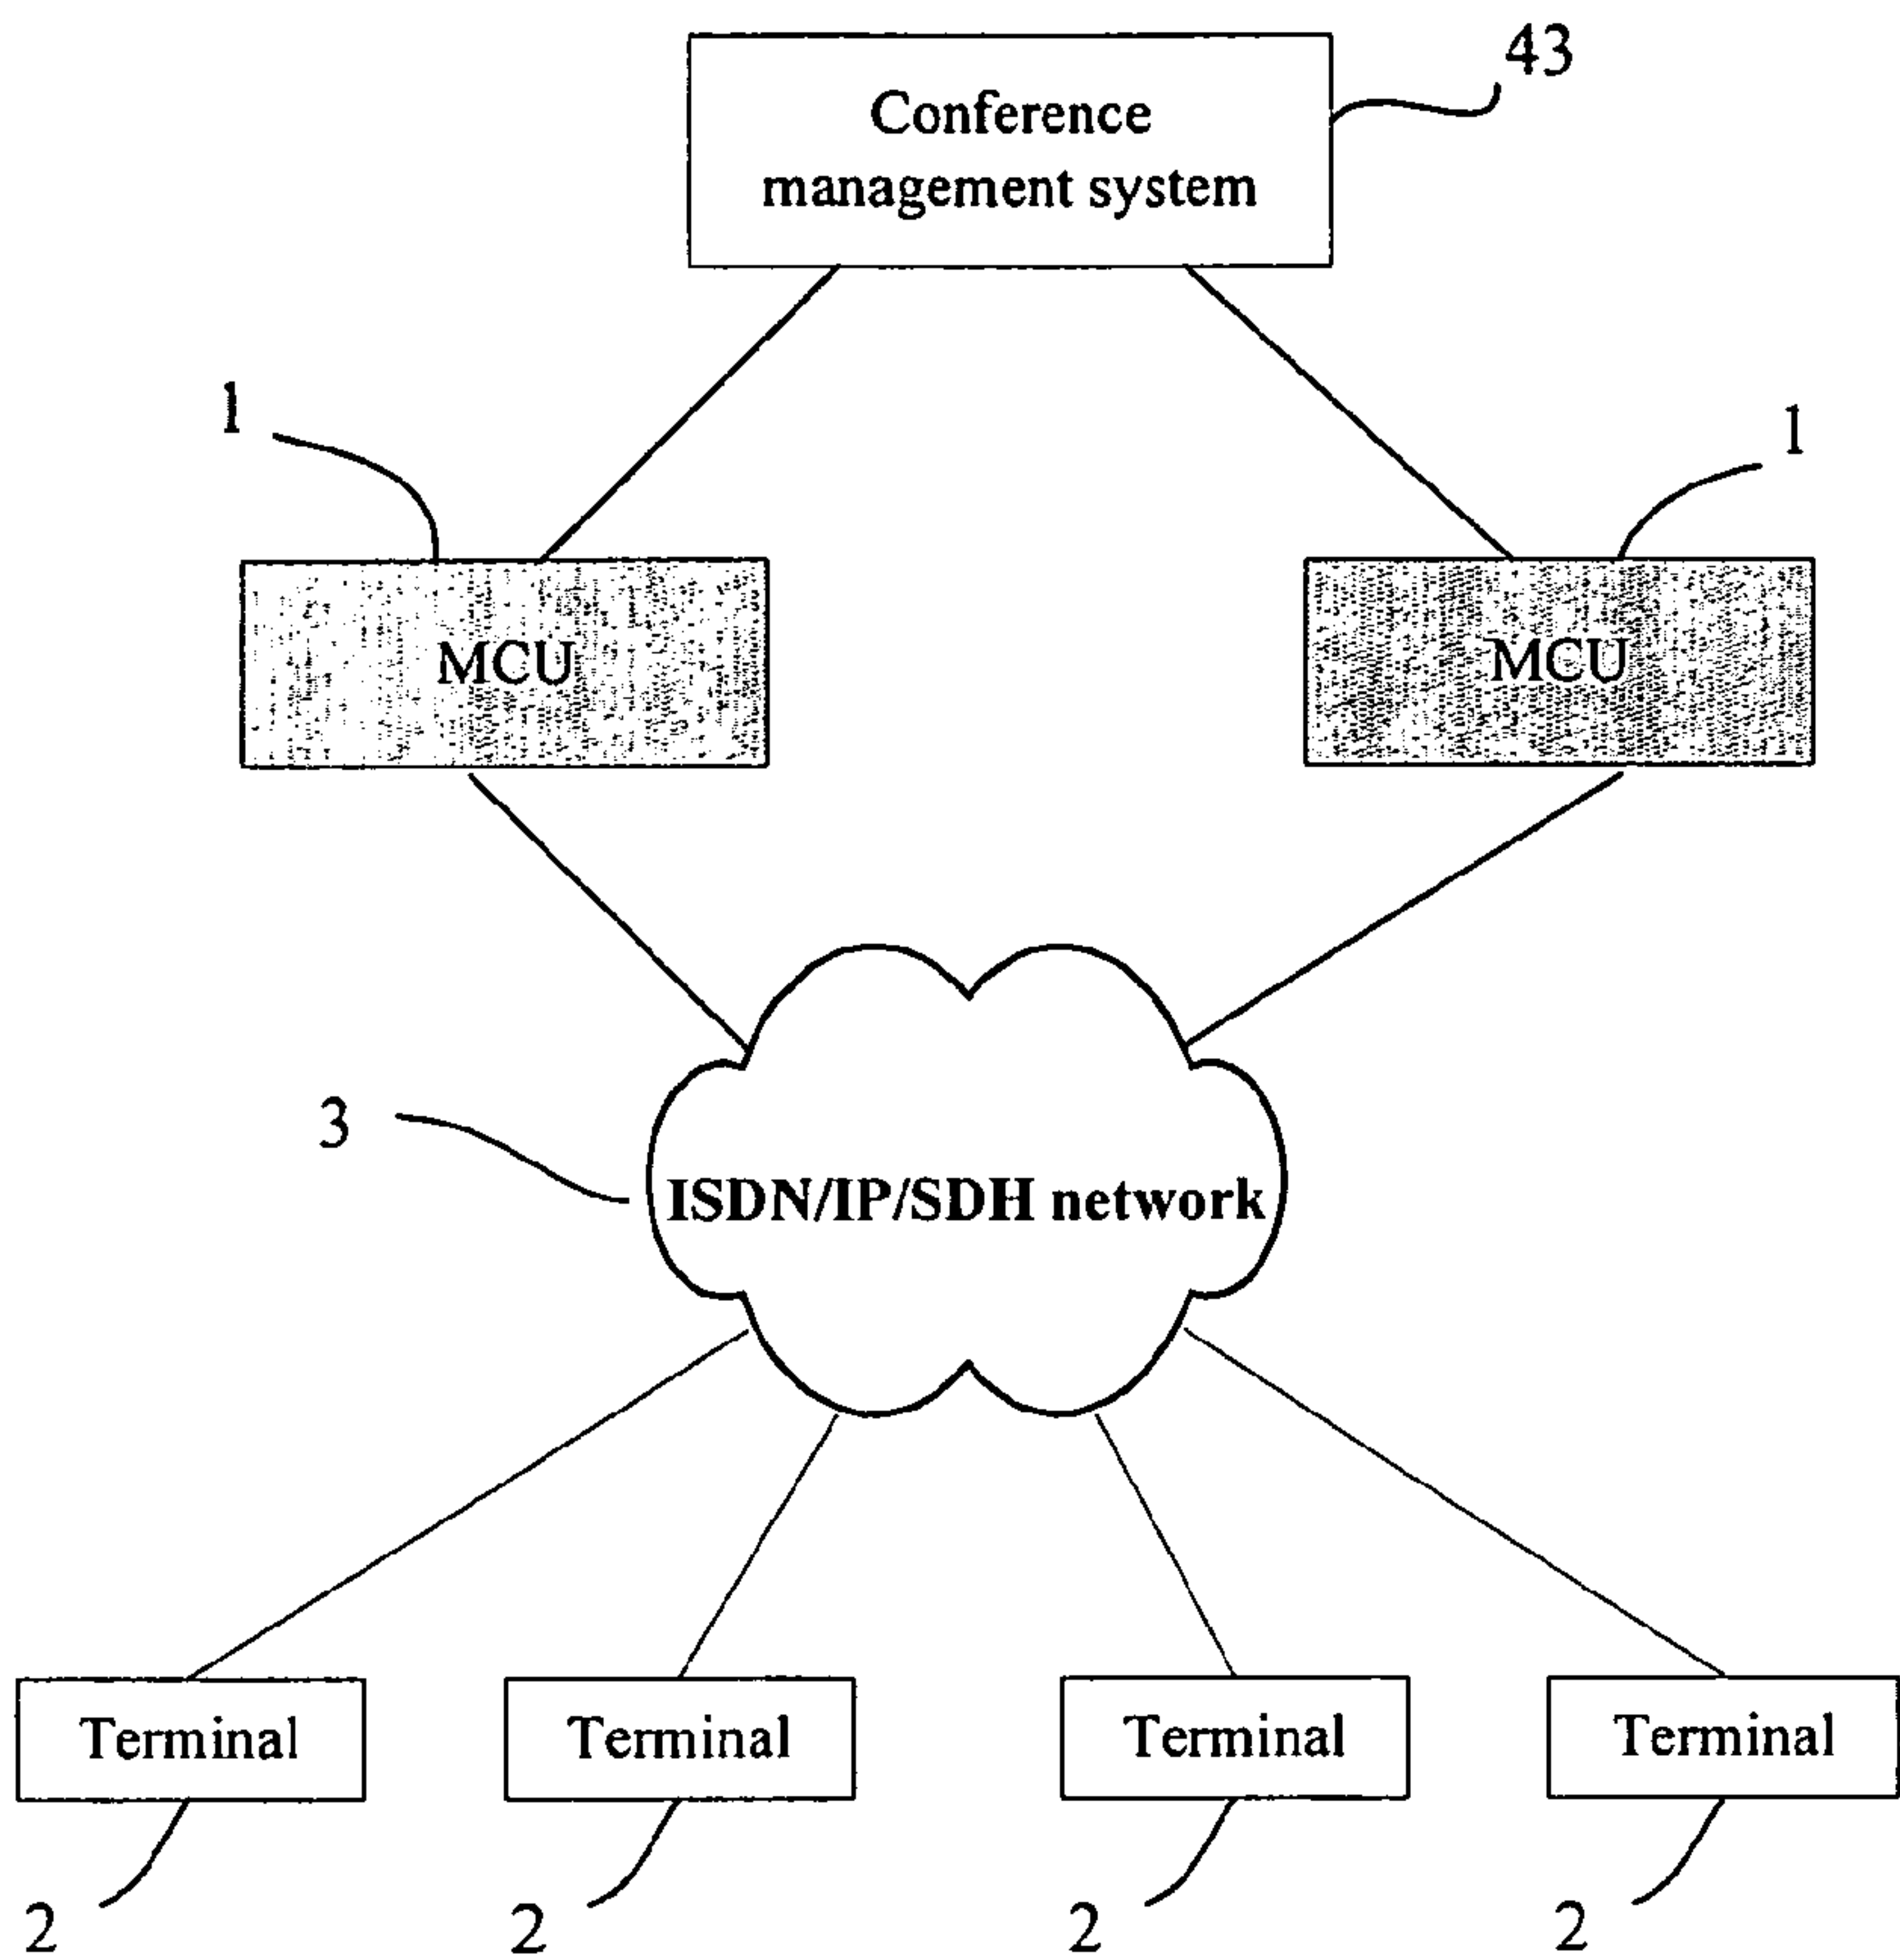 43
Conference
management system
1
1
MCU
MCU
3
ISDN/IP/SDH network
Terminal
Terminal
Terminal
Terminal
2
2
2
2